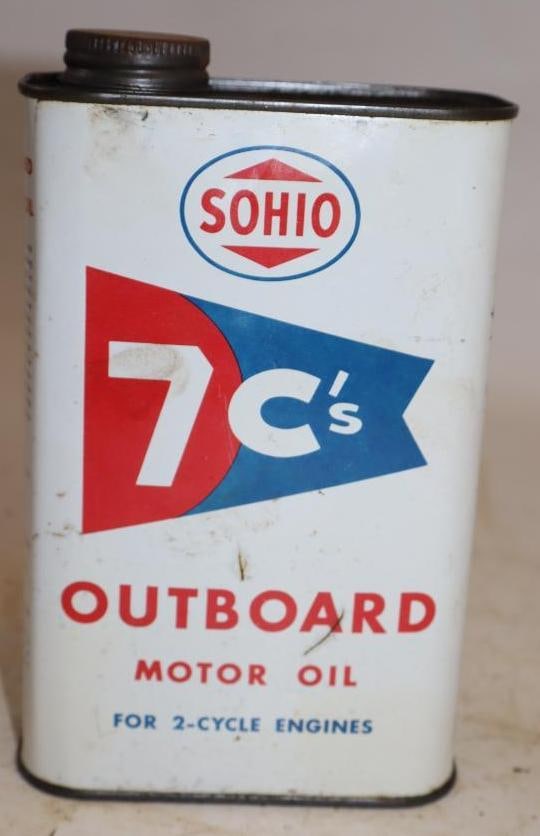 SOHIO
7C's
OUTBOARD
MOTOR OIL
FOR 2-CYCLE ENGINES